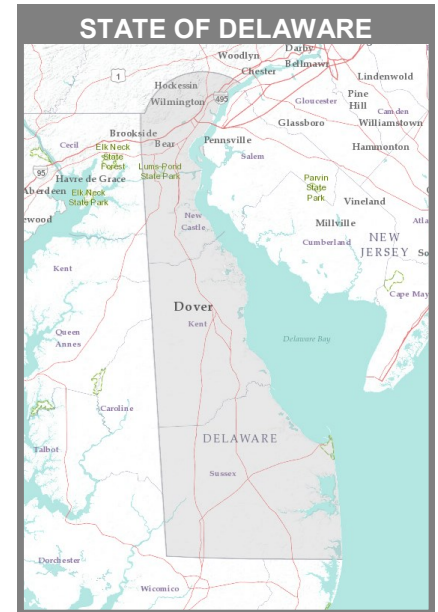 STATE OF DELAWARE
Woodlyn
Darby
Chester
Bellmawr
1
Lindenwold
Hockessin
Pine
Hill
Wilmington
495
Gloucester
Camden
Glassboro
Williamstown
Brookside
Pennsville
Hammonton
Cecil
Elk Neck
State
Forest
Bear
Salem
95
Lums Pond
State Park
Havre de Grace
Parvin
State
Park
Aberdeen
Elk Neck
State Park
Vineland
ewood
New
Castle
Millville
Atla
Cumberland
NEW
JERSEY
So
Kent
Cape May
Dover
Kent
Queen
Annes
Delaware Bay
Caroline
DELAWARE
Talbot
Sussex
Dorchester
Wicomico